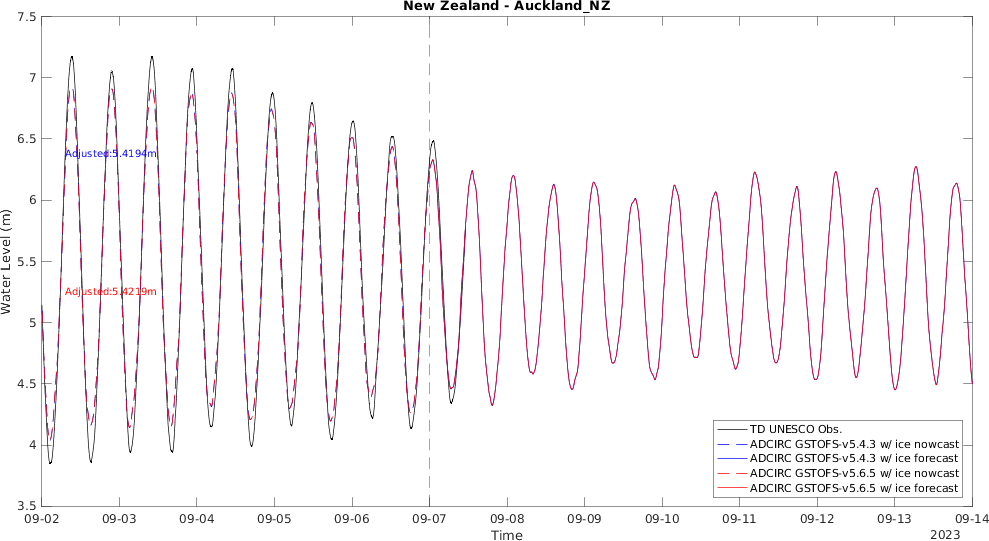 New Zealand - Auckland_NZ
7.5
7
6.5
6
5.5
5
4.5
4
3.5
Water Level (m)
Adjusted:5.4194m
Adjusted:5.4219m
TD UNESCO Obs.
ADCIRC GSTOFS-v5.4.3 w/ ice nowcast
ADCIRC GSTOFS-v5.4.3 w/ ice forecast
ADCIRC GSTOFS-v5.6.5 w/ ice nowcast
ADCIRC GSTOFS-v5.6.5 w/ ice forecast
09-02 09-03 09-04 09-05 09-06 09-07 09-08 09-09 09-10 09-11 09-12 09-13 09-14
Time
2023